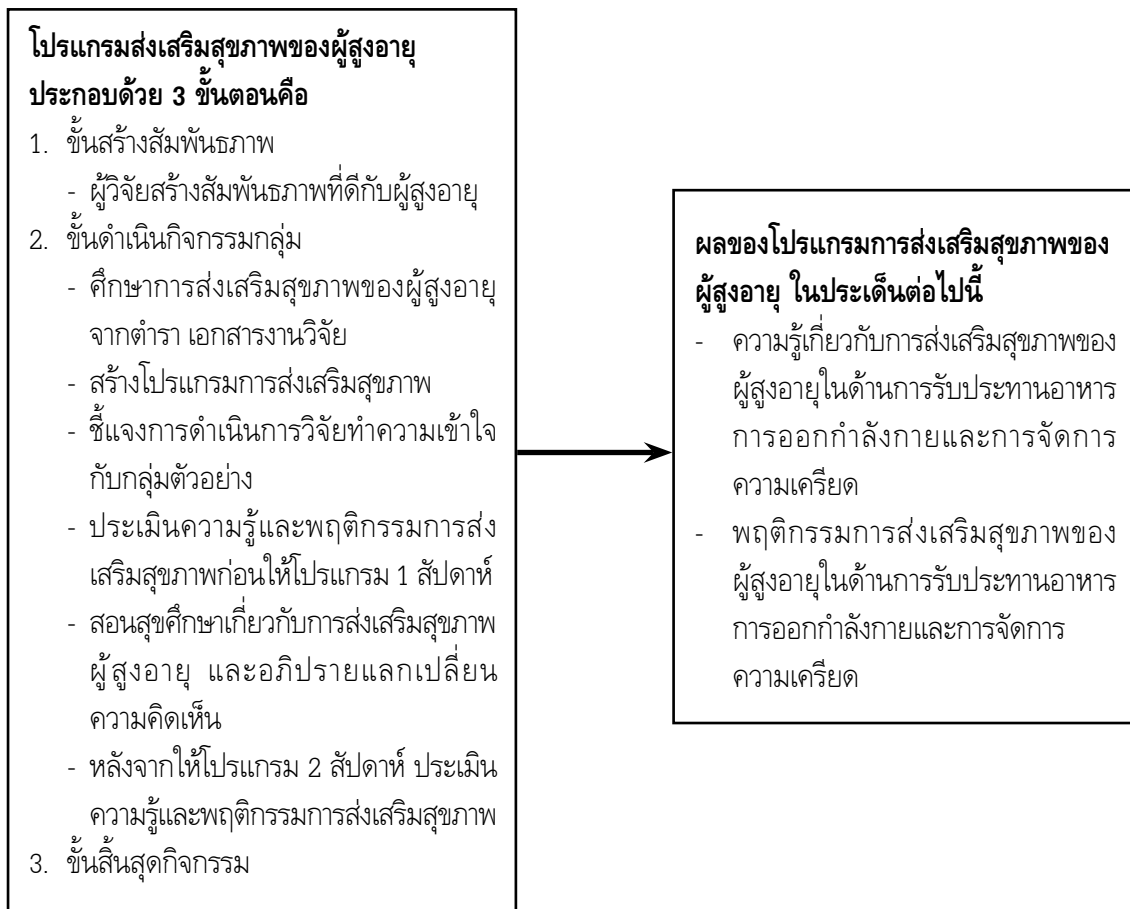 โปรแกรมส่งเสริมสุขภาพของผู้สูงอายุ
ประกอบด้วย 3 ขั้นตอนคือ
1. ขั้นสร้างสัมพันธภาพ
- ผู้วิจัยสร้างสัมพันธภาพที่ดีกับผู้สูงอายุ
2. ขั้นดำเนินกิจกรรมกลุ่ม
- ศึกษาการส่งเสริมสุขภาพของผู้สูงอายุ
จากตำรา เอกสารงานวิจัย
- สร้างโปรแกรมการส่งเสริมสุขภาพ
- ชี้แจงการดำเนินการวิจัยทำความเข้าใจ
กับกลุ่มตัวอย่าง
- ประเมินความรู้และพฤติกรรมการส่ง
เสริมสุขภาพก่อนให้โปรแกรม 1 สัปดาห์
- สอนสุขศึกษาเกี่ยวกับการส่งเสริมสุขภาพ
ผู้สูงอายุ และอภิปรายแลกเปลี่ยน
ความคิดเห็น
- หลังจากให้โปรแกรม 2 สัปดาห์ ประเมิน
ความรู้และพฤติกรรมการส่งเสริมสุขภาพ
3. ขั้นสิ้นสุดกิจกรรม
ผลของโปรแกรมการส่งเสริมสุขภาพของ
ผู้สูงอายุ ในประเด็นต่อไปนี้
- ความรู้เกี่ยวกับการส่งเสริมสุขภาพของ
ผู้สูงอายุในด้านการรับประทานอาหาร
การออกกำลังกายและการจัดการ
ความเครียด
- พฤติกรรมการส่งเสริมสุขภาพของ
ผู้สูงอายุในด้านการรับประทานอาหาร
การออกกำลังกายและการจัดการ
ความเครียด